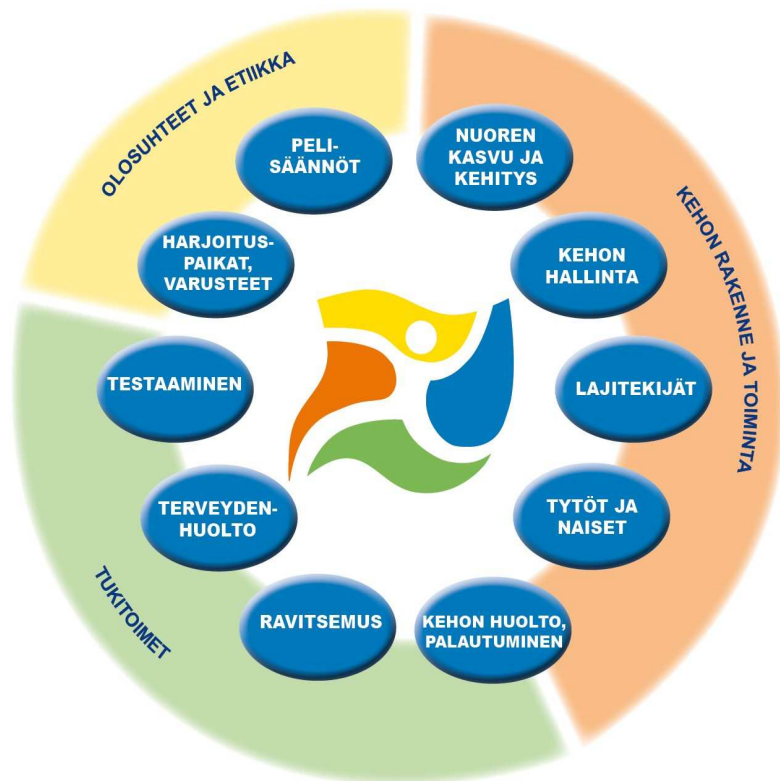 OLOSUHTEET JA ETIIKKA
PELI-
SÄÄNNÖT
HARJOITUS-
PAIKAT,
VARUSTEET
KEHON RAKENNE JA TOIMINTA
NUOREN
KASVU JA
KEHITYS
KEHON
HALLINTA
LAJITEKIJÄT
TYTÖT JA
NAISET
KEHON HUOLTO,
PALAUTUMINEN
TUKITOIMET
RAVITSEMUS
TERVEYDEN-
HUOLTO
TESTAAMINEN